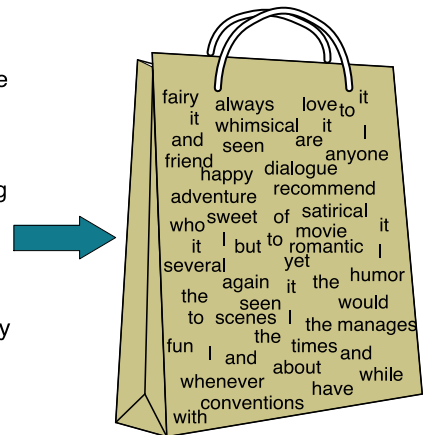 e
g
y
fairy always love to it
it whimsical it I
and seen are anyone
friend happy dialogue
adventure recommend
who sweet of satirical it
it I but to movie romantic I
several yet
again it the humor
the seen would
to scenes I the manages
fun I and the times and
whenever about while
have
conventions
with